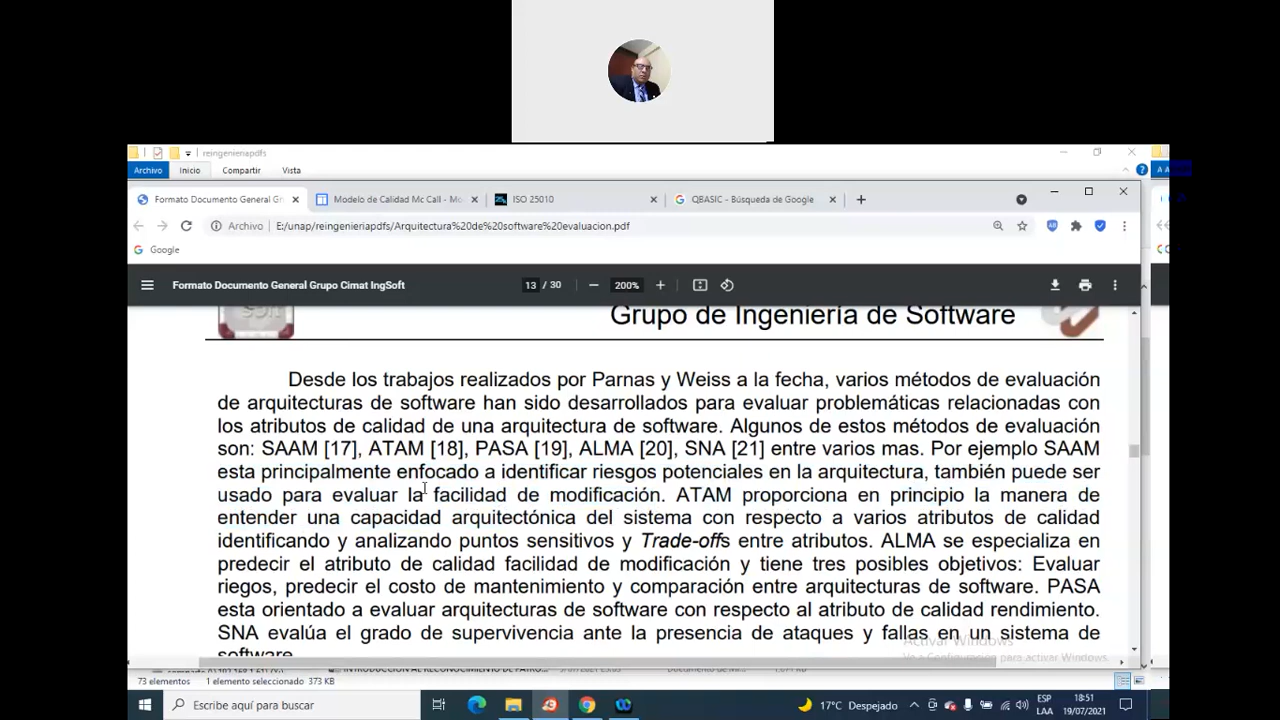 reingenieriapdfs
Archivo Inicio Compartir Vista
Formato Documento General Gr Modelo de Calidad Mc Call - Mo ISO 25010 QBASIC - Búsqueda de Google
Archivo E:/unap/reingenieriapdfs/Arquitectura%20de%20software%20evaluacion.pdf
Google
Formato Documento General Grupo Cimat IngSoft 13 / 30 200%
Grupo de Ingeniería de Software
Desde los trabajos realizados por Parnas y Weiss a la fecha, varios métodos de evaluación
de arquitecturas de software han sido desarrollados para evaluar problemáticas relacionadas con
los atributos de calidad de una arquitectura de software. Algunos de estos métodos de evaluación
son: SAAM [17], ATAM [18], PASA [19], ALMA [20], SNA [21] entre varios mas. Por ejemplo SAAM
esta principalmente enfocado a identificar riesgos potenciales en la arquitectura, también puede ser
usado para evaluar la facilidad de modificación. ATAM proporciona en principio la manera de
entender una capacidad arquitectónica del sistema con respecto a varios atributos de calidad
identificando y analizando puntos sensitivos y Trade-offs entre atributos. ALMA se especializa en
predecir el atributo de calidad facilidad de modificación y tiene tres posibles objetivos: Evaluar
riegos, predecir el costo de mantenimiento y comparación entre arquitecturas de software. PASA
esta orientado a evaluar arquitecturas de software con respecto al atributo de calidad rendimiento.
SNA evalúa el grado de supervivencia ante la presencia de ataques y fallas en un sistema de
software.
Activar Windows
Ve a Configuración para activar Windows.
73 elementos 1 elemento seleccionado 373 KB
Escribe aquí para buscar 17°C Despejado ESP 18:51
LAA 19/07/2021